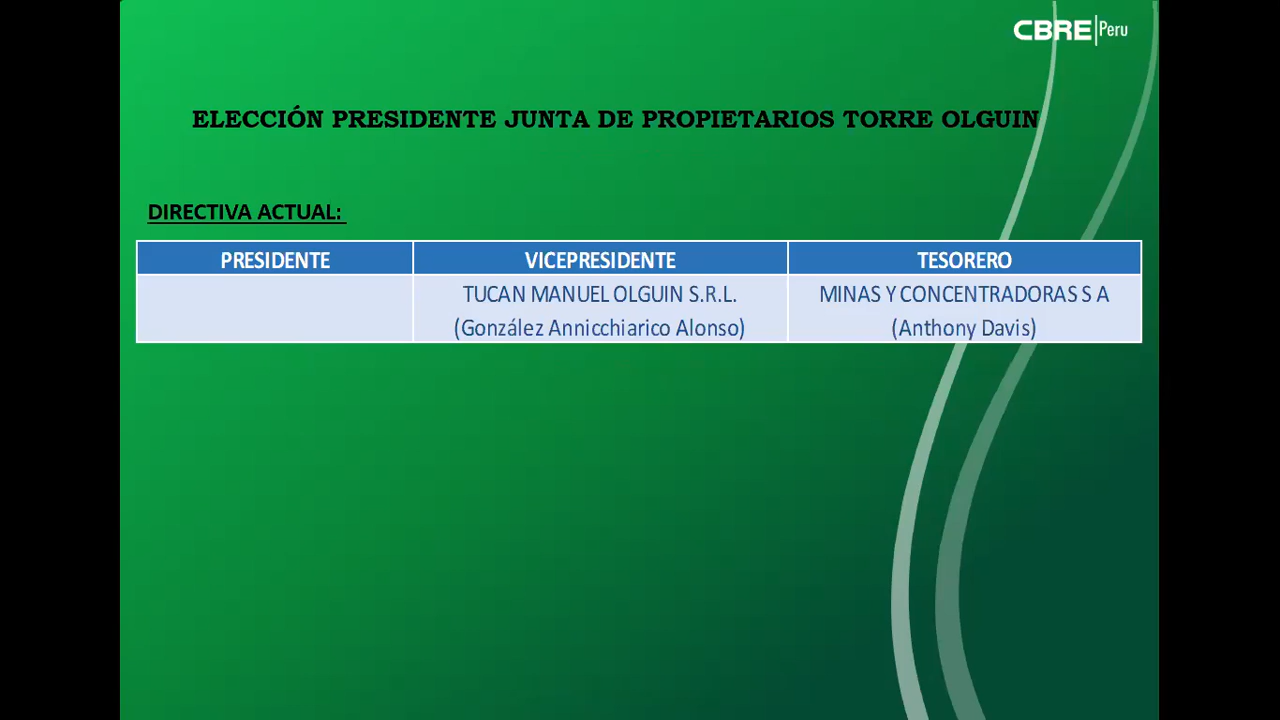 CBRE Peru
ELECCIÓN PRESIDENTE JUNTA DE PROPIETARIOS TORRE OLGUIN
DIRECTIVA ACTUAL:
PRESIDENTE VICEPRESIDENTE TESORERO
TUCAN MANUEL OLGUIN S.R.L. MINAS Y CONCENTRADORAS S A
(González Annicchiarico Alonso) (Anthony Davis)